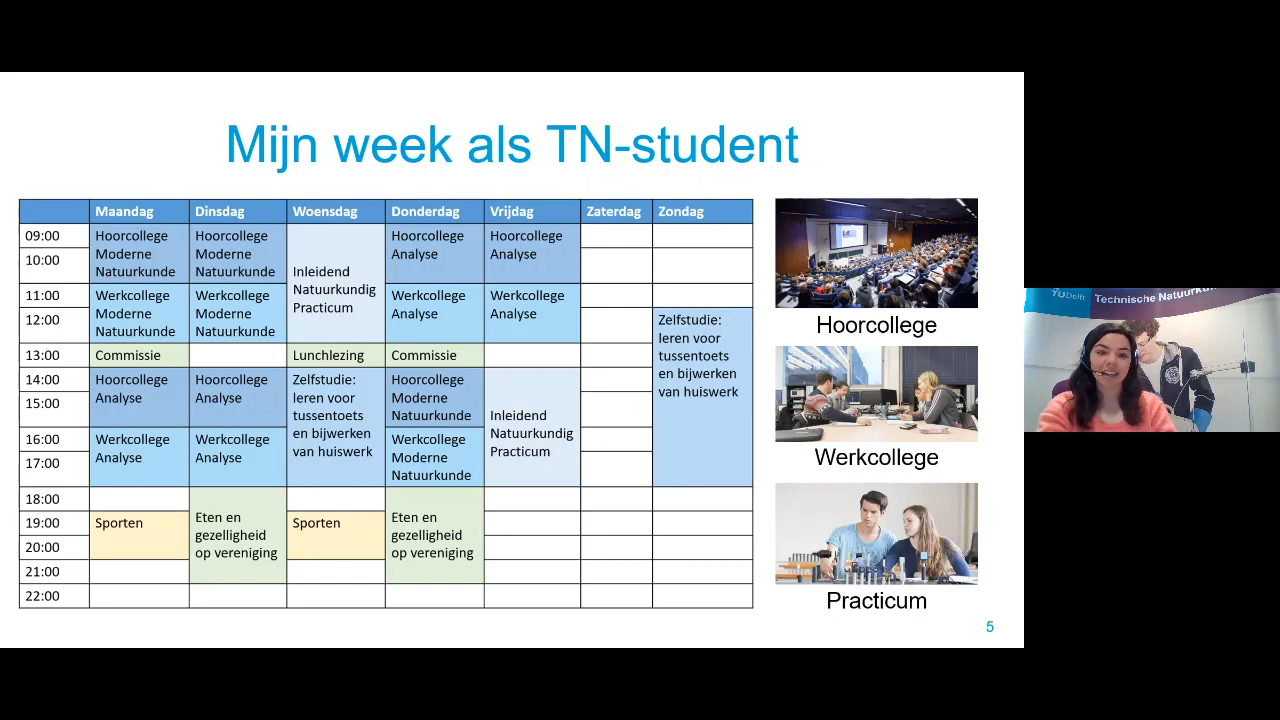 Mijn week als TN-student
Maandag Dinsdag Woensdag Donderdag Vrijdag Zaterdag Zondag
09:00
10:00
11:00
12:00
13:00
14:00
15:00
16:00
17:00
18:00
19:00
20:00
21:00
22:00
Hoorcollege
Moderne
Natuurkunde
Werkcollege
Moderne
Natuurkunde
Commissie
Hoorcollege
Analyse
Werkcollege
Analyse
Sporten
Hoorcollege
Moderne
Natuurkunde
Werkcollege
Moderne
Natuurkunde
Hoorcollege
Analyse
Werkcollege
Analyse
Eten en
gezelligheid
op vereniging
Inleidend
Natuurkundig
Practicum
Lunchlezing
Zelfstudie:
leren voor
tussentoets
en bijwerken
van huiswerk
Sporten
Hoorcollege
Analyse
Werkcollege
Analyse
Commissie
Hoorcollege
Moderne
Natuurkunde
Werkcollege
Moderne
Natuurkunde
Eten en
gezelligheid
op vereniging
Hoorcollege
Analyse
Werkcollege
Analyse
Inleidend
Natuurkundig
Practicum
Zelfstudie:
leren voor
tussentoets
en bijwerken
van huiswerk
Hoorcollege
Werkcollege
Practicum
5
TU Delft
Technische